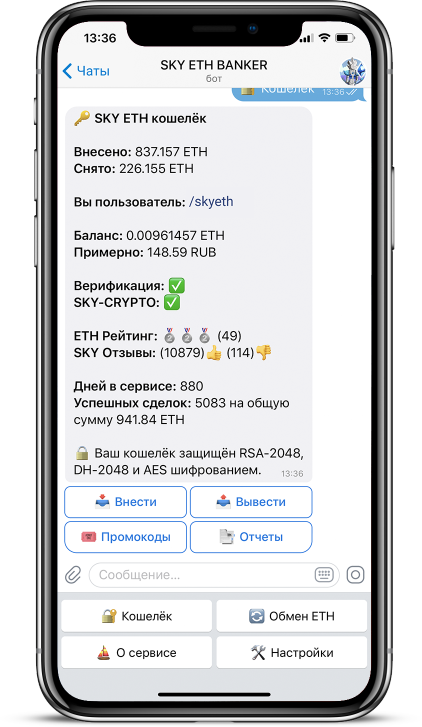 13:36
Чаты
SKY ETH BANKER
бот
Кошелёк 13:36
SKY ETH кошелёк
Внесено: 837.157 ETH
Снято: 226.155 ETH
Вы пользователь: /skyeth
Баланс: 0.00961457 ETH
Примерно: 148.59 RUB
Верификация: ✅
SKY-CRYPTO: ✅
ETH Рейтинг: 🥈🥈🥈 (49)
SKY Отзывы: (10879)👍 (114)👎
Дней в сервисе: 880
Успешных сделок: 5083 на общую
сумму 941.84 ETH
Ваш кошелёк защищён RSA-2048,
DH-2048 и AES шифрованием. 13:36
Внести
Вывести
Промокоды
Отчеты
Сообщение...
Кошелёк
Обмен ETH
О сервисе
Настройки